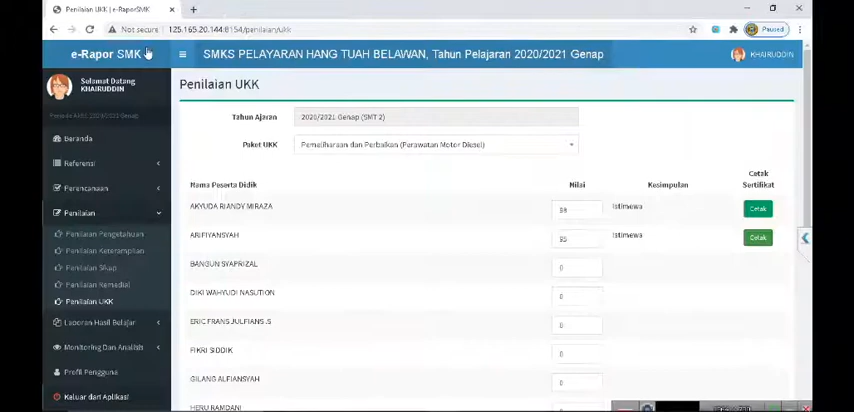 Penilaian UKK | e-RaporSMK
Not secure | 125.165.20.144:8154/penilaian/ukk
Paused
e-Rapor SMK
SMKS PELAYARAN HANG TUAH BELAWAN, Tahun Pelajaran 2020/2021 Genap
KHAIRUDDIN
Selamat Datang
KHAIRUDDIN
Penilaian UKK
Tahun Ajaran
2020/2021 Genap (SMT 2)
Paket UKK
Pemeliharaan dan Perbaikan (Perawatan Motor Diesel)
Beranda
Referensi
Perencanaan
Penilaian
Penilaian Pengetahuan
Penilaian Keterampilan
Penilaian Sikap
Penilaian Remedial
Penilaian UKK
Laporan Hasil Belajar
Monitoring Dan Analisis
Profil Pengguna
Keluar dari Aplikasi
Nama Peserta Didik Nilai Kesimpulan Cetak Sertifikat
AKYUDA RIANDY MIRAZA Istimewa Cetak
ARIFIYANSYAH 95 Istimewa Cetak
BANGUN SYAPRIZAL 0
DIKI WAHYUDI NASUTION 0
ERIC FRANS JULFIANS .S 0
FIKRI SIDDIK 0
GILANG ALFIANSYAH 0
HERU RAMDANI